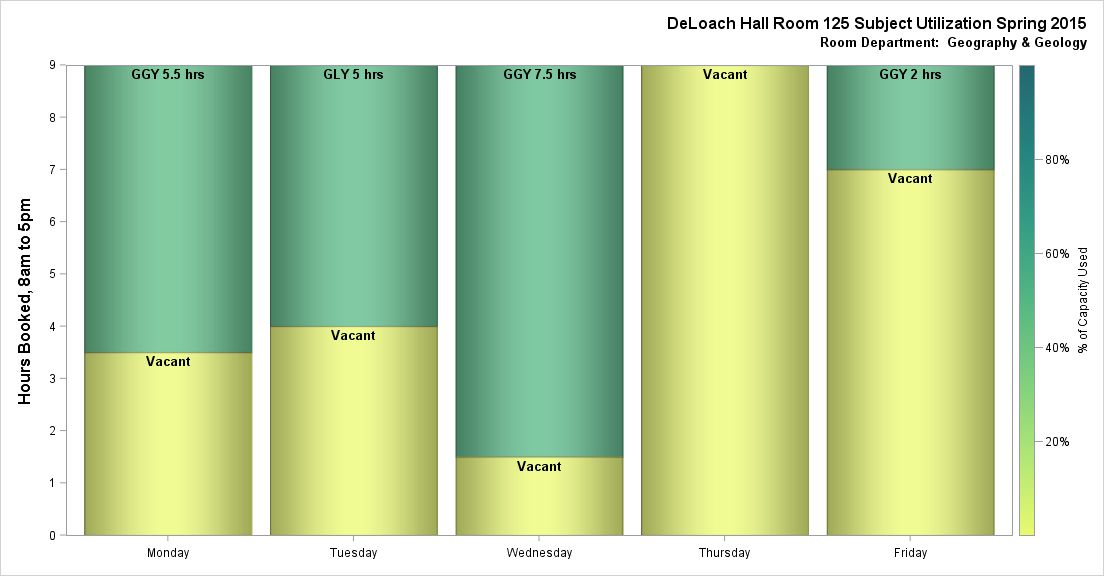 DeLoach Hall Room 125 Subject Utilization Spring 2015
Room Department:  Geography & Geology
Hours Booked, 8am to 5pm
9
8
7
6
5
4
3
2
1
0
GGY 5.5 hrs
Vacant
GLY 5 hrs
Vacant
GGY 7.5 hrs
Vacant
Vacant
GGY 2 hrs
Vacant
Monday
Tuesday
Wednesday
Thursday
Friday
80%
60%
40%
20%
% of Capacity Used